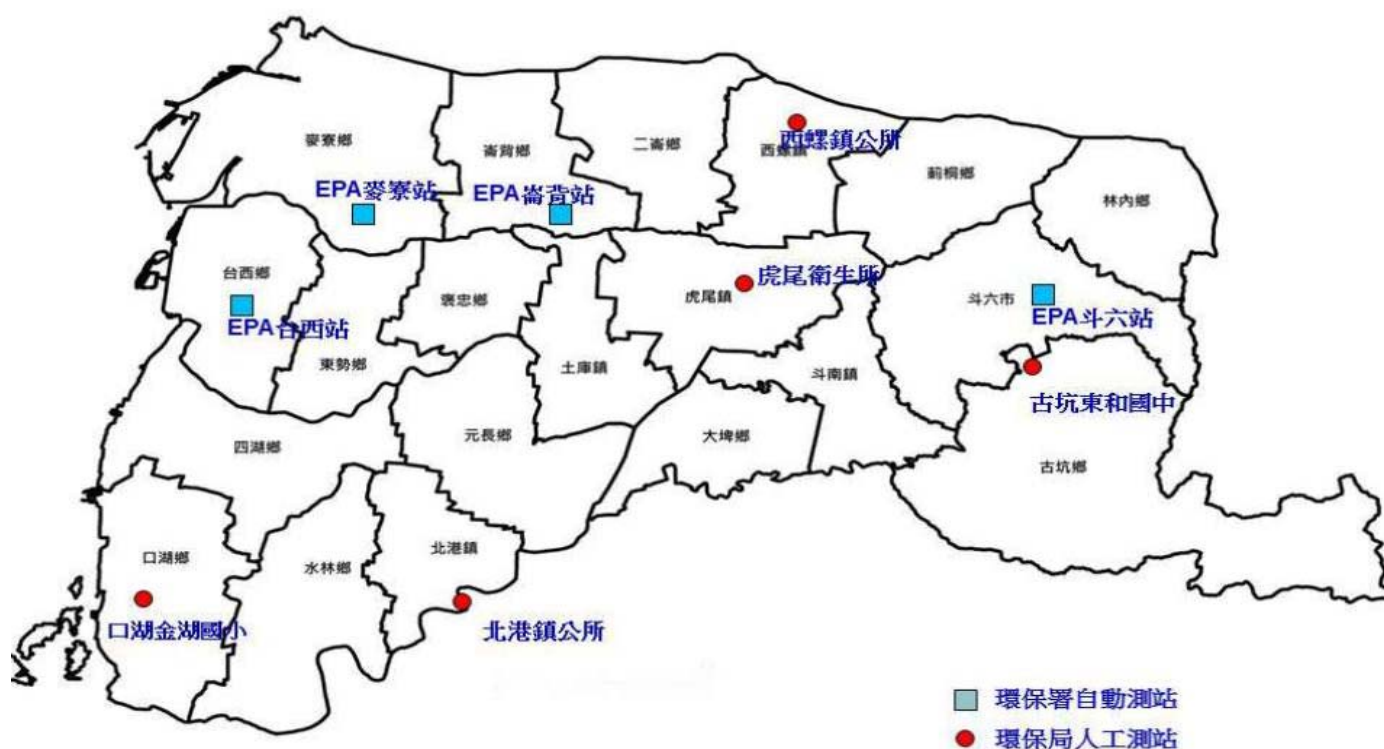 麥寮鄉
崙背鄉
二崙鄉
西螺鎮公所
西螺鎮
莿桐鄉
林內鄉
EPA麥寮站
EPA崙背站
台西鄉
褒忠鄉
虎尾鎮
虎尾衛生所
斗六市
EPA台西站
EPA斗六站
東勢鄉
土庫鎮
斗南鎮
古坑東和國中
四湖鄉
元長鄉
大埤鄉
古坑鄉
口湖鄉
水林鄉
北港鎮
口湖金湖國小
北港鎮公所
環保署自動測站
環保局人工測站